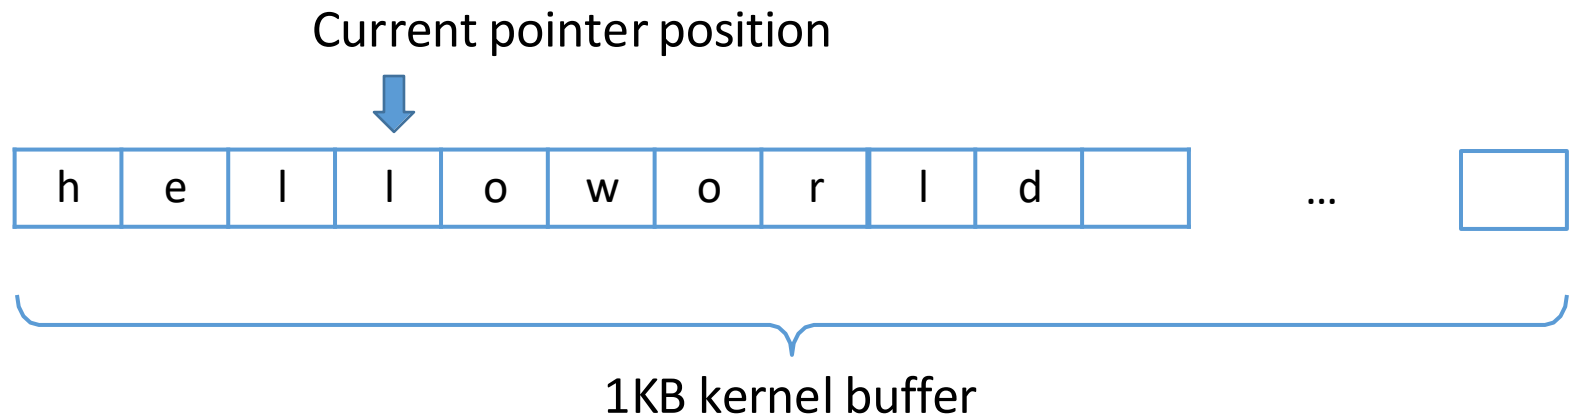 Current pointer position
h e l l o w o r l d ...
1KB kernel buffer